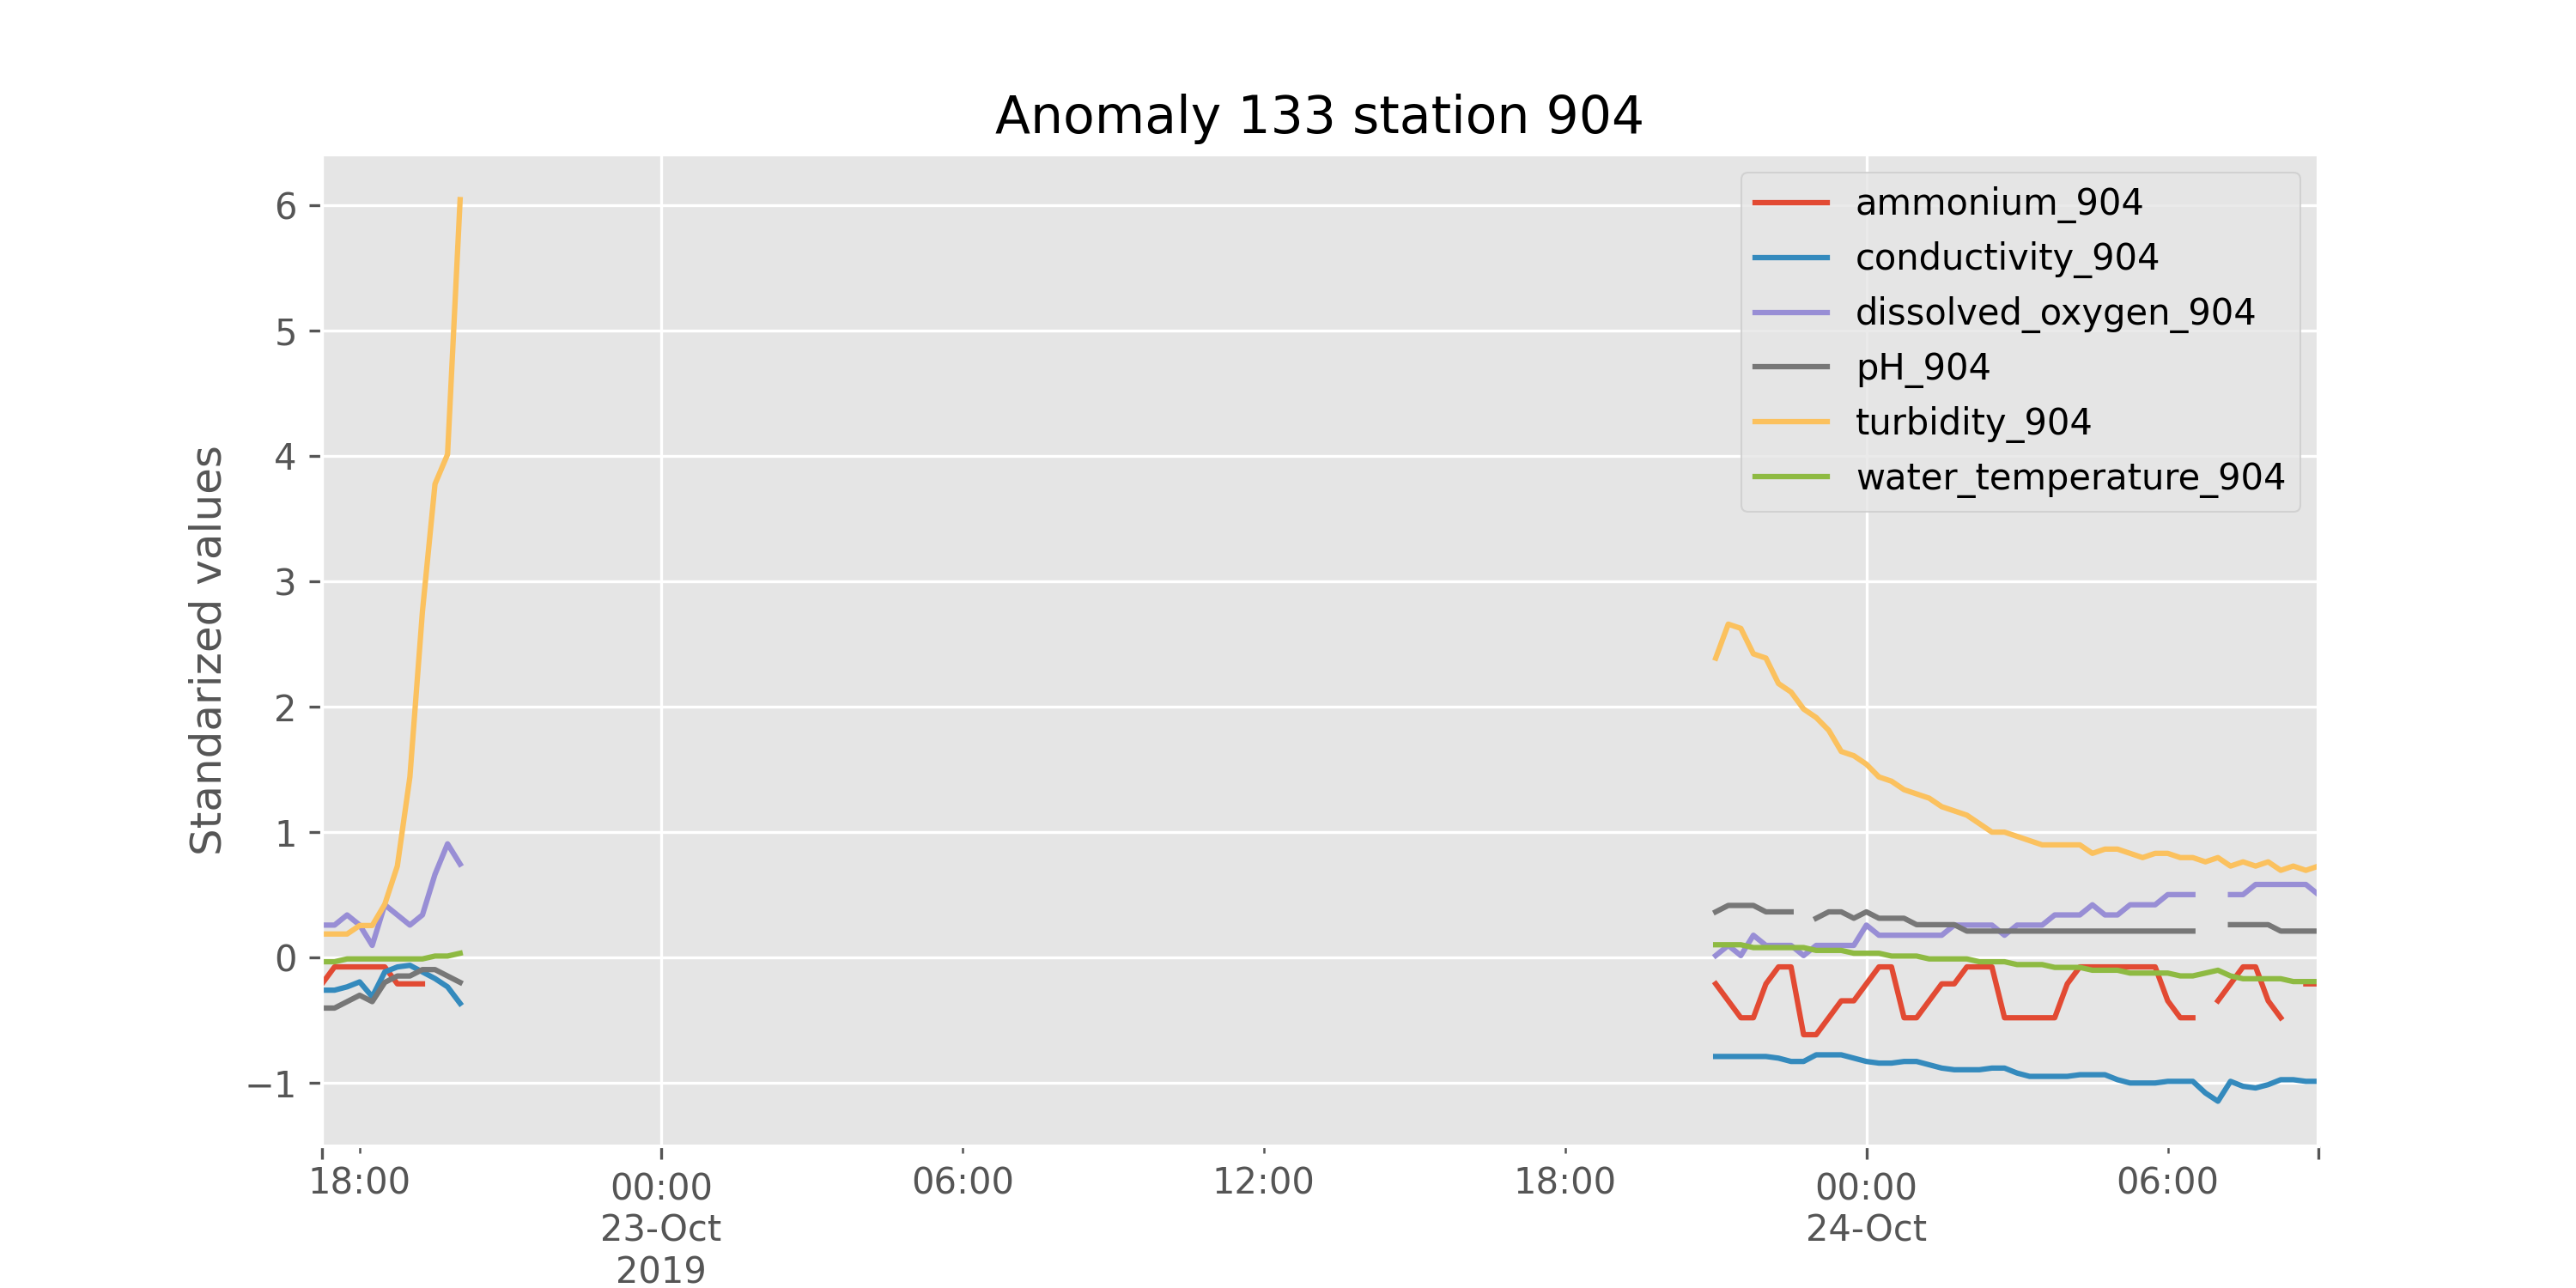 Anomaly 133 station 904
Standarized values
6
5
4
3
2
1
0
−1
ammonium_904
conductivity_904
dissolved_oxygen_904
pH_904
turbidity_904
water_temperature_904
18:00
00:00
23-Oct
2019
06:00
12:00
18:00
00:00
24-Oct
06:00